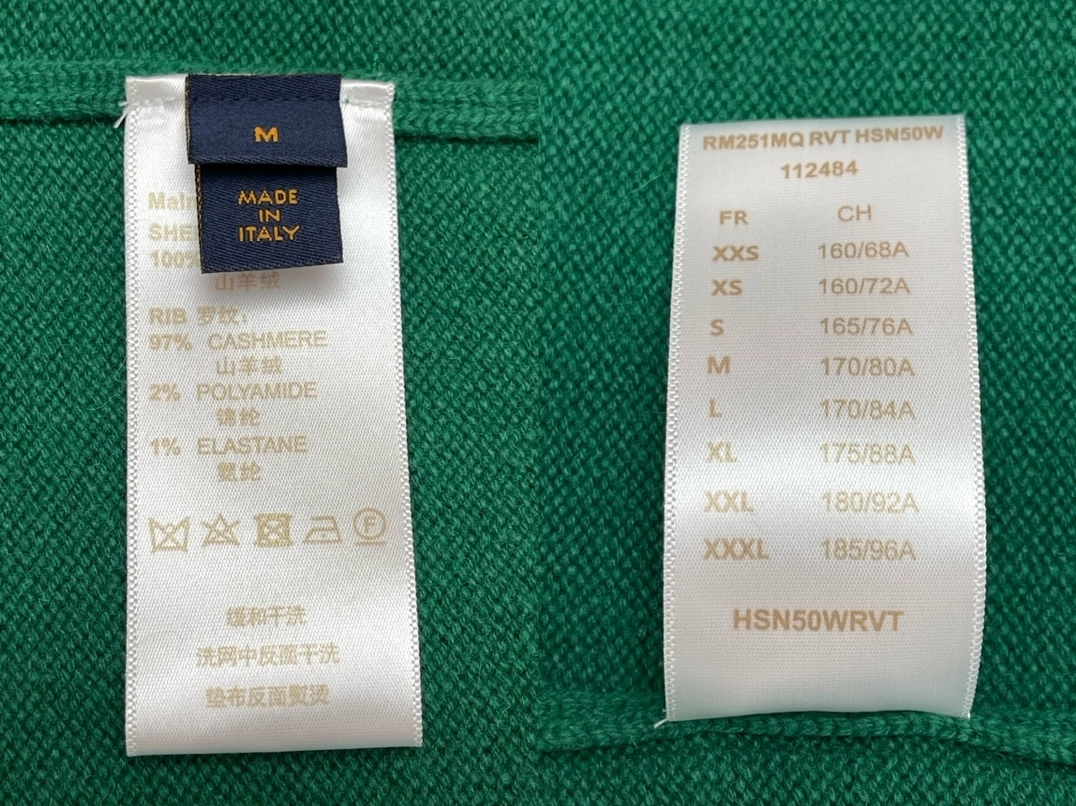 M
MADE
IN
ITALY
SHE
100%
山羊绒
RIB 罗纹:
97% CASHMERE
山羊绒
2% POLYAMIDE
锦纶
1% ELASTANE
氨纶
F
缓和干洗
洗网中反面干洗
垫布反面熨烫
RM251MQ RVT HSN50W
112484
FR CH
XXS 160/68A
XS 160/72A
S 165/76A
M 170/80A
L 170/84A
XL 175/88A
XXL 180/92A
XXXL 185/96A
HSN50WRVT